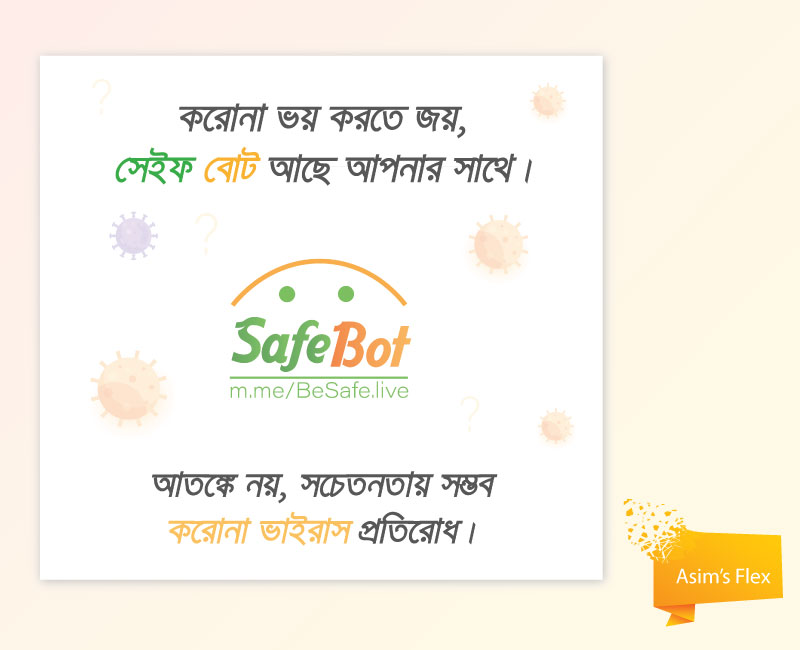 করোনা ভয় করতে জয়,
সেইফ বোট আছে আপনার সাথে।
SafeBot
m.me/BeSafe.live
আতঙ্কে নয়, সচেতনতায় সম্ভব
করোনা ভাইরাস প্রতিরোধ।
Asim's Flex